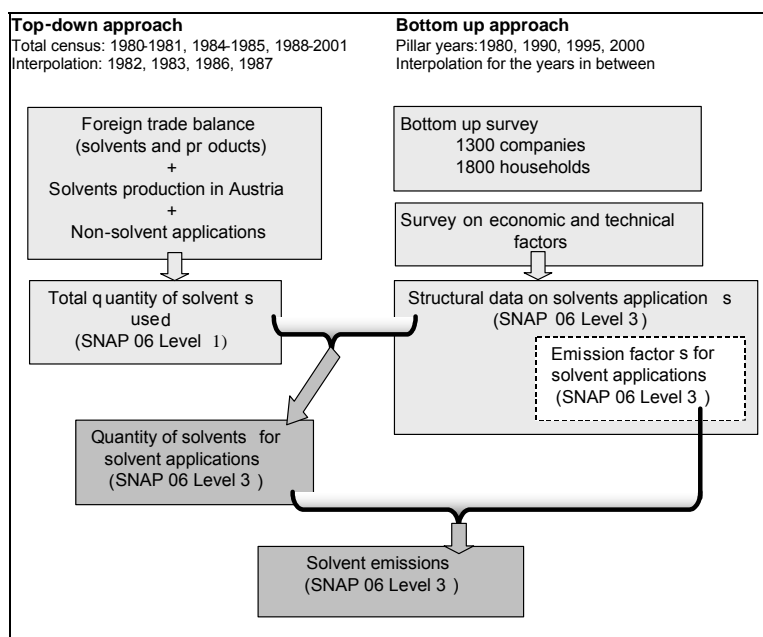 Top-down approach
Total census: 1980-1981, 1984-1985, 1988-2001
Interpolation: 1982, 1983, 1986, 1987
Bottom up approach
Pillar years:1980, 1990, 1995, 2000
Interpolation for the years in between
Foreign trade balance
(solvents and pr oducts)
+
Solvents production in Austria
+
Non-solvent applications
Bottom up survey
1300 companies
1800 households
Survey on economic and technical
factors
Total quantity of solvent s
used
(SNAP 06 Level 1)
Structural data on solvents application s
(SNAP 06 Level 3)
Emission factor s for
solvent applications
(SNAP 06 Level 3 )
Quantity of solvents for
solvent applications
(SNAP 06 Level 3 )
Solvent emissions
(SNAP 06 Level 3 )